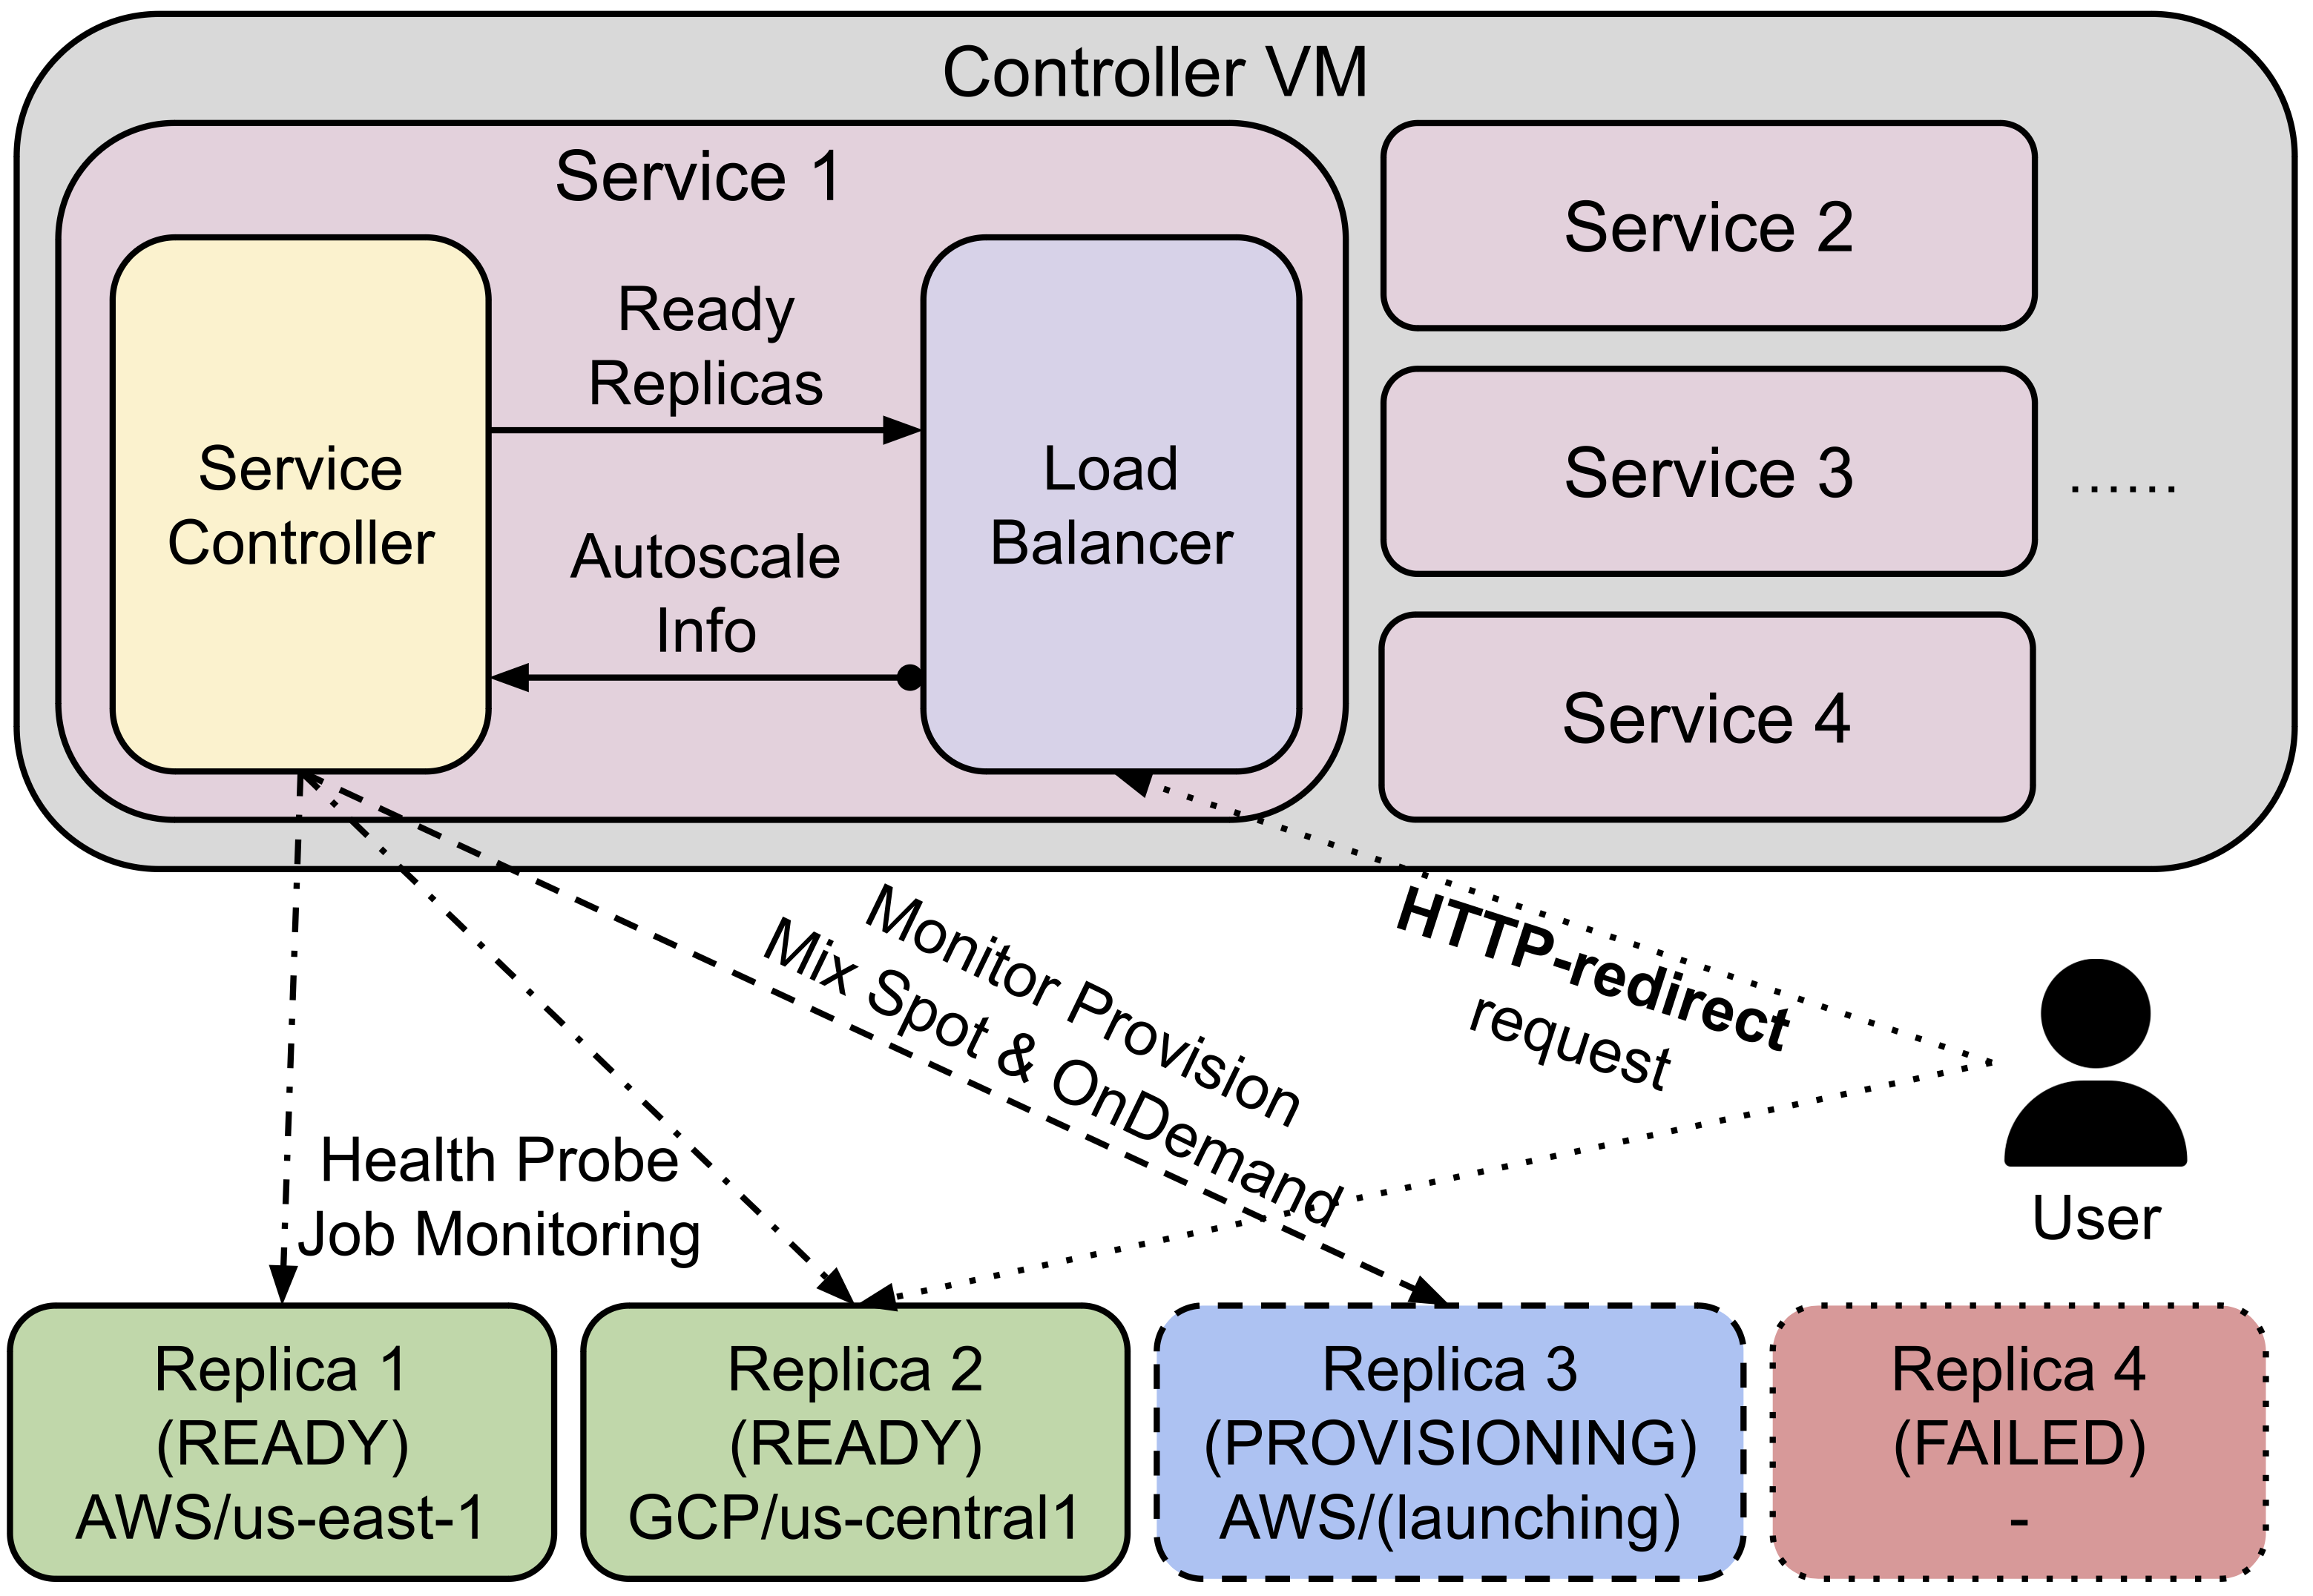 Controller VM
Service 1
Service
Controller
Ready
Replicas
Autoscale
Info
Load
Balancer
Service 2
Service 3
......
Service 4
Monitor Provision
Mix Spot & OnDemand
HTTP-redirect
request
User
Health Probe
Job Monitoring
Replica 1
(READY)
AWS/us-east-1
Replica 2
(READY)
GCP/us-central1
Replica 3
(PROVISIONING)
AWS/(launching)
Replica 4
(FAILED)
-